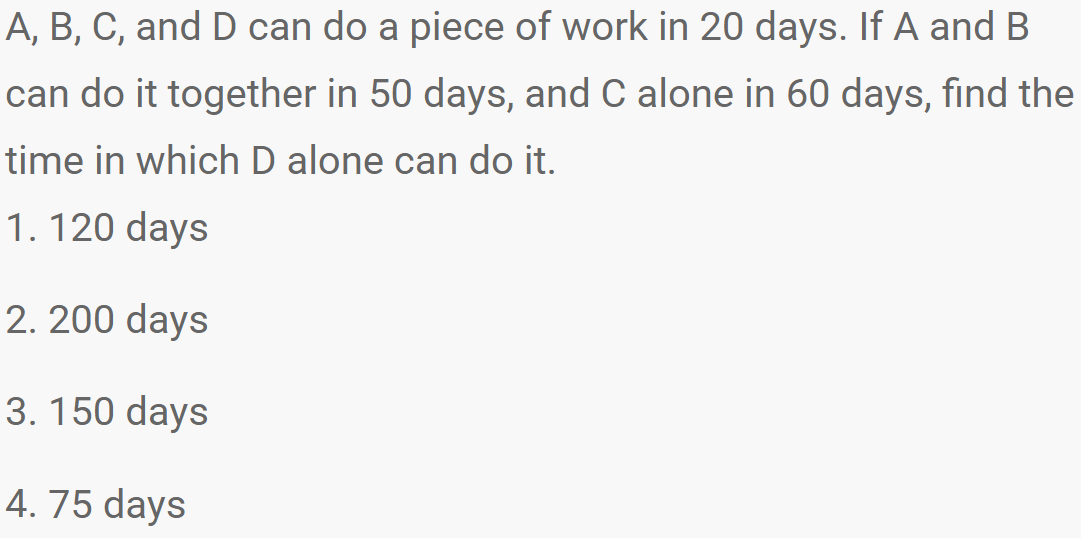 A, B, C, and D can do a piece of work in 20 days. If A and B
can do it together in 50 days, and C alone in 60 days, find the
time in which D alone can do it.
1. 120 days
2. 200 days
3. 150 days
4. 75 days